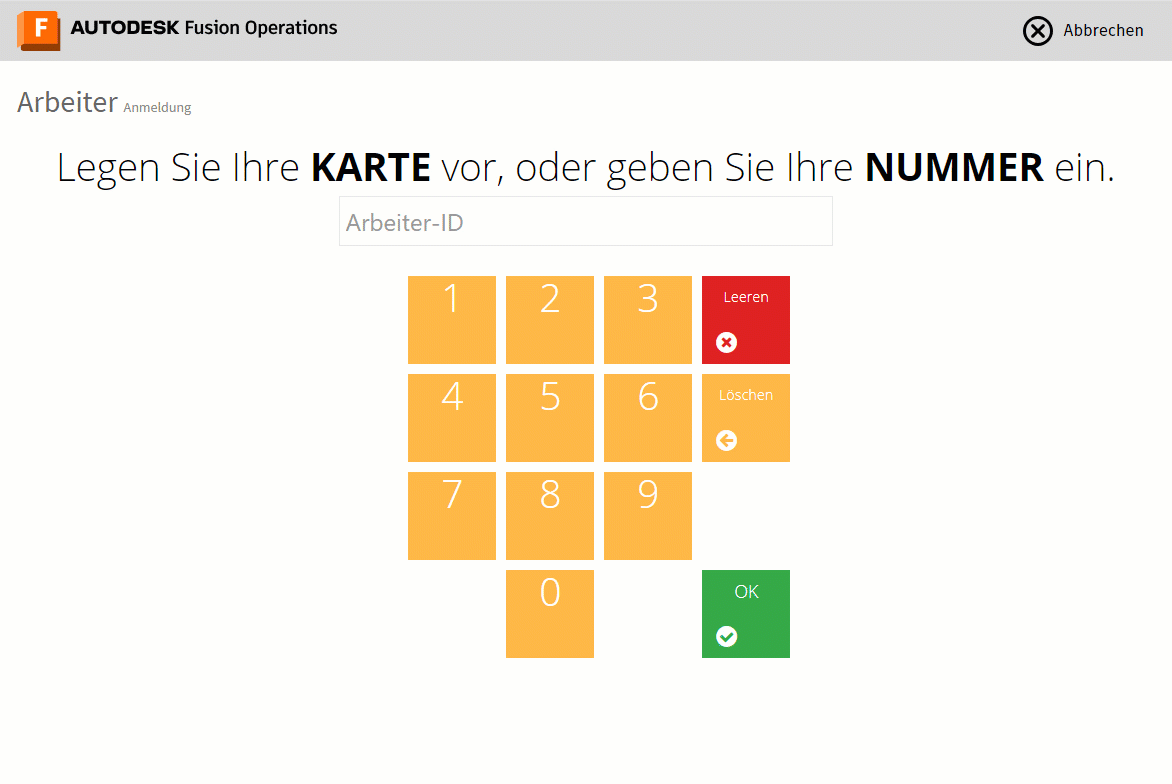 F AUTODESK Fusion Operations
Abbrechen
Arbeiter Anmeldung
Legen Sie Ihre KARTE vor, oder geben Sie Ihre NUMMER ein.
Arbeiter-ID
1 2 3 Leeren
4 5 6 Löschen
7 8 9
0 OK